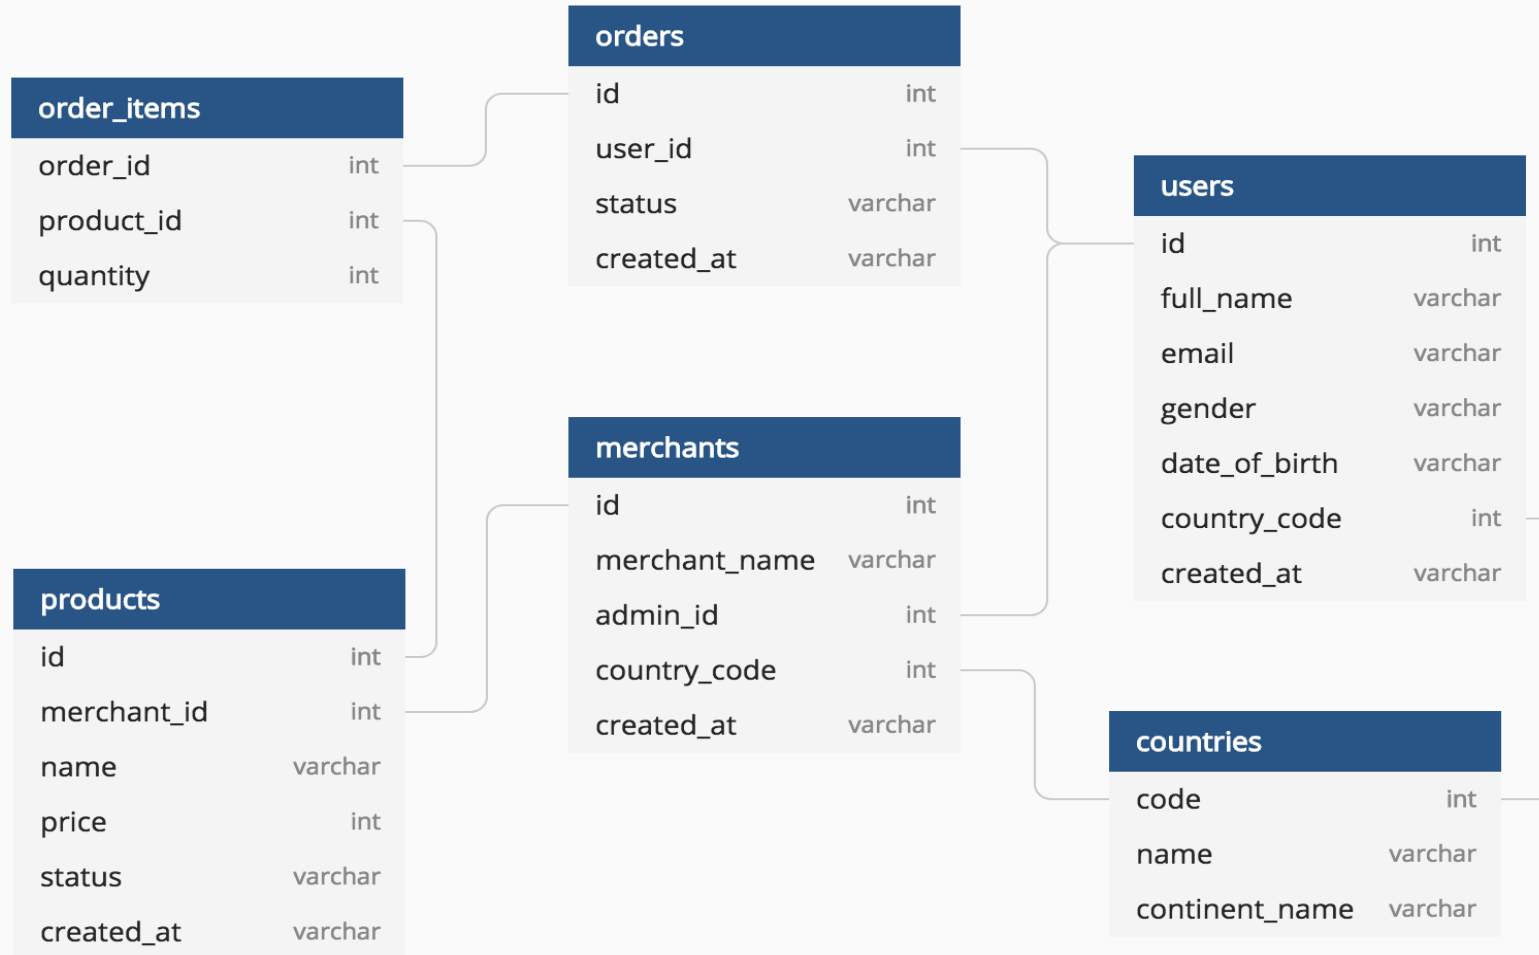 orders
id int
user_id int
status varchar
created_at varchar
order_items
order_id int
product_id int
quantity int
users
id int
full_name varchar
email varchar
gender varchar
date_of_birth varchar
country_code int
created_at varchar
merchants
id int
merchant_name varchar
admin_id int
country_code int
created_at varchar
products
id int
merchant_id int
name varchar
price int
status varchar
created_at varchar
countries
code int
name varchar
continent_name varchar